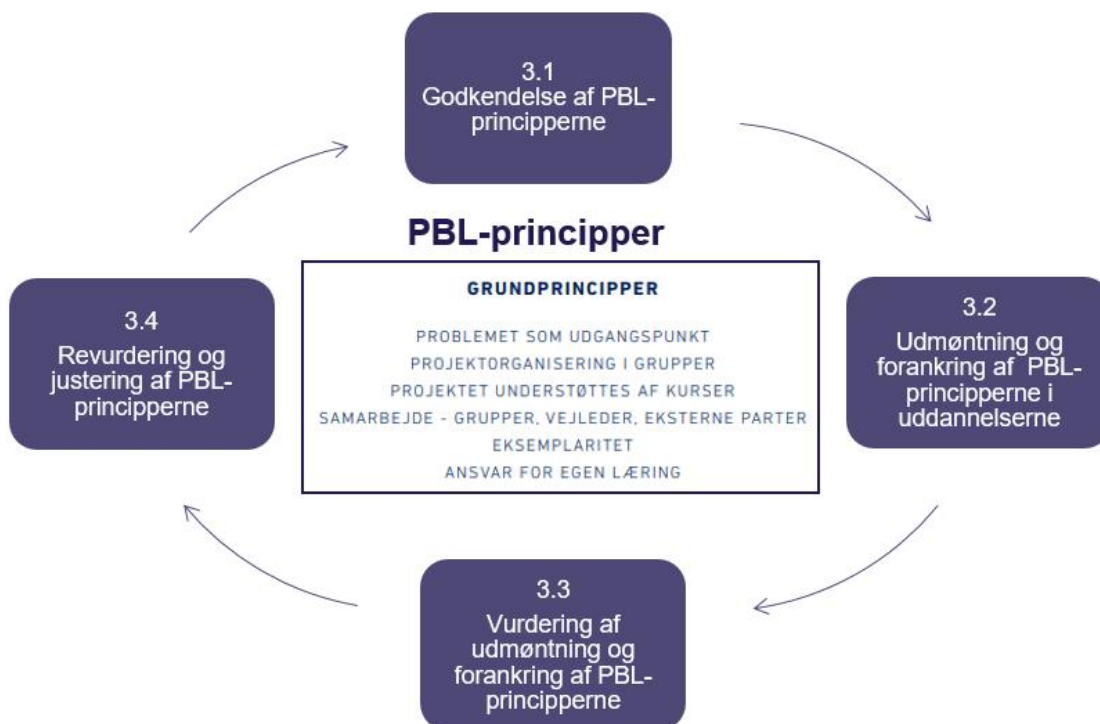 3.1
Godkendelse af PBL-
principperne
PBL-principper
GRUNDPRINCIPPER
PROBLEMET SOM UDGANGSPUNKT
PROJEKTORGANISERING I GRUPPER
PROJEKTET UNDERSTØTTES AF KURSER
SAMARBEJDE - GRUPPER, VEJLEDER, EKSTERNE PARTER
EKSEMPLARITET
ANSVAR FOR EGEN LÆRING
3.2
Udmøntning og
forankring af PBL-
principperne i
uddannelserne
3.3
Vurdering af
udmøntning og
forankring af PBL-
principperne
3.4
Revurdering og
justering af PBL-
principperne